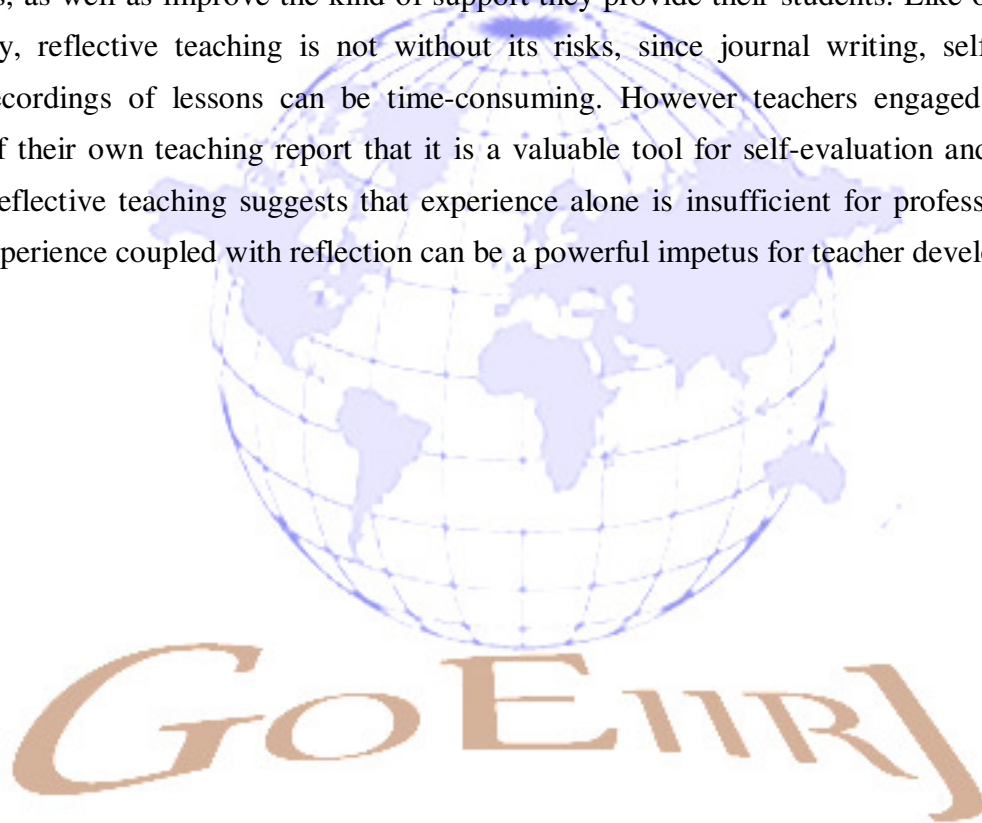 , as well as improve the kind of support they provide their students. Like
y, reflective teaching is not without its risks, since journal writing, self
ecordings of lessons can be time-consuming. However teachers engaged
f their own teaching report that it is a valuable tool for self-evaluation and
eflective teaching suggests that experience alone is insufficient for profess
perience coupled with reflection can be a powerful impetus for teacher devel
GOEIIRJ